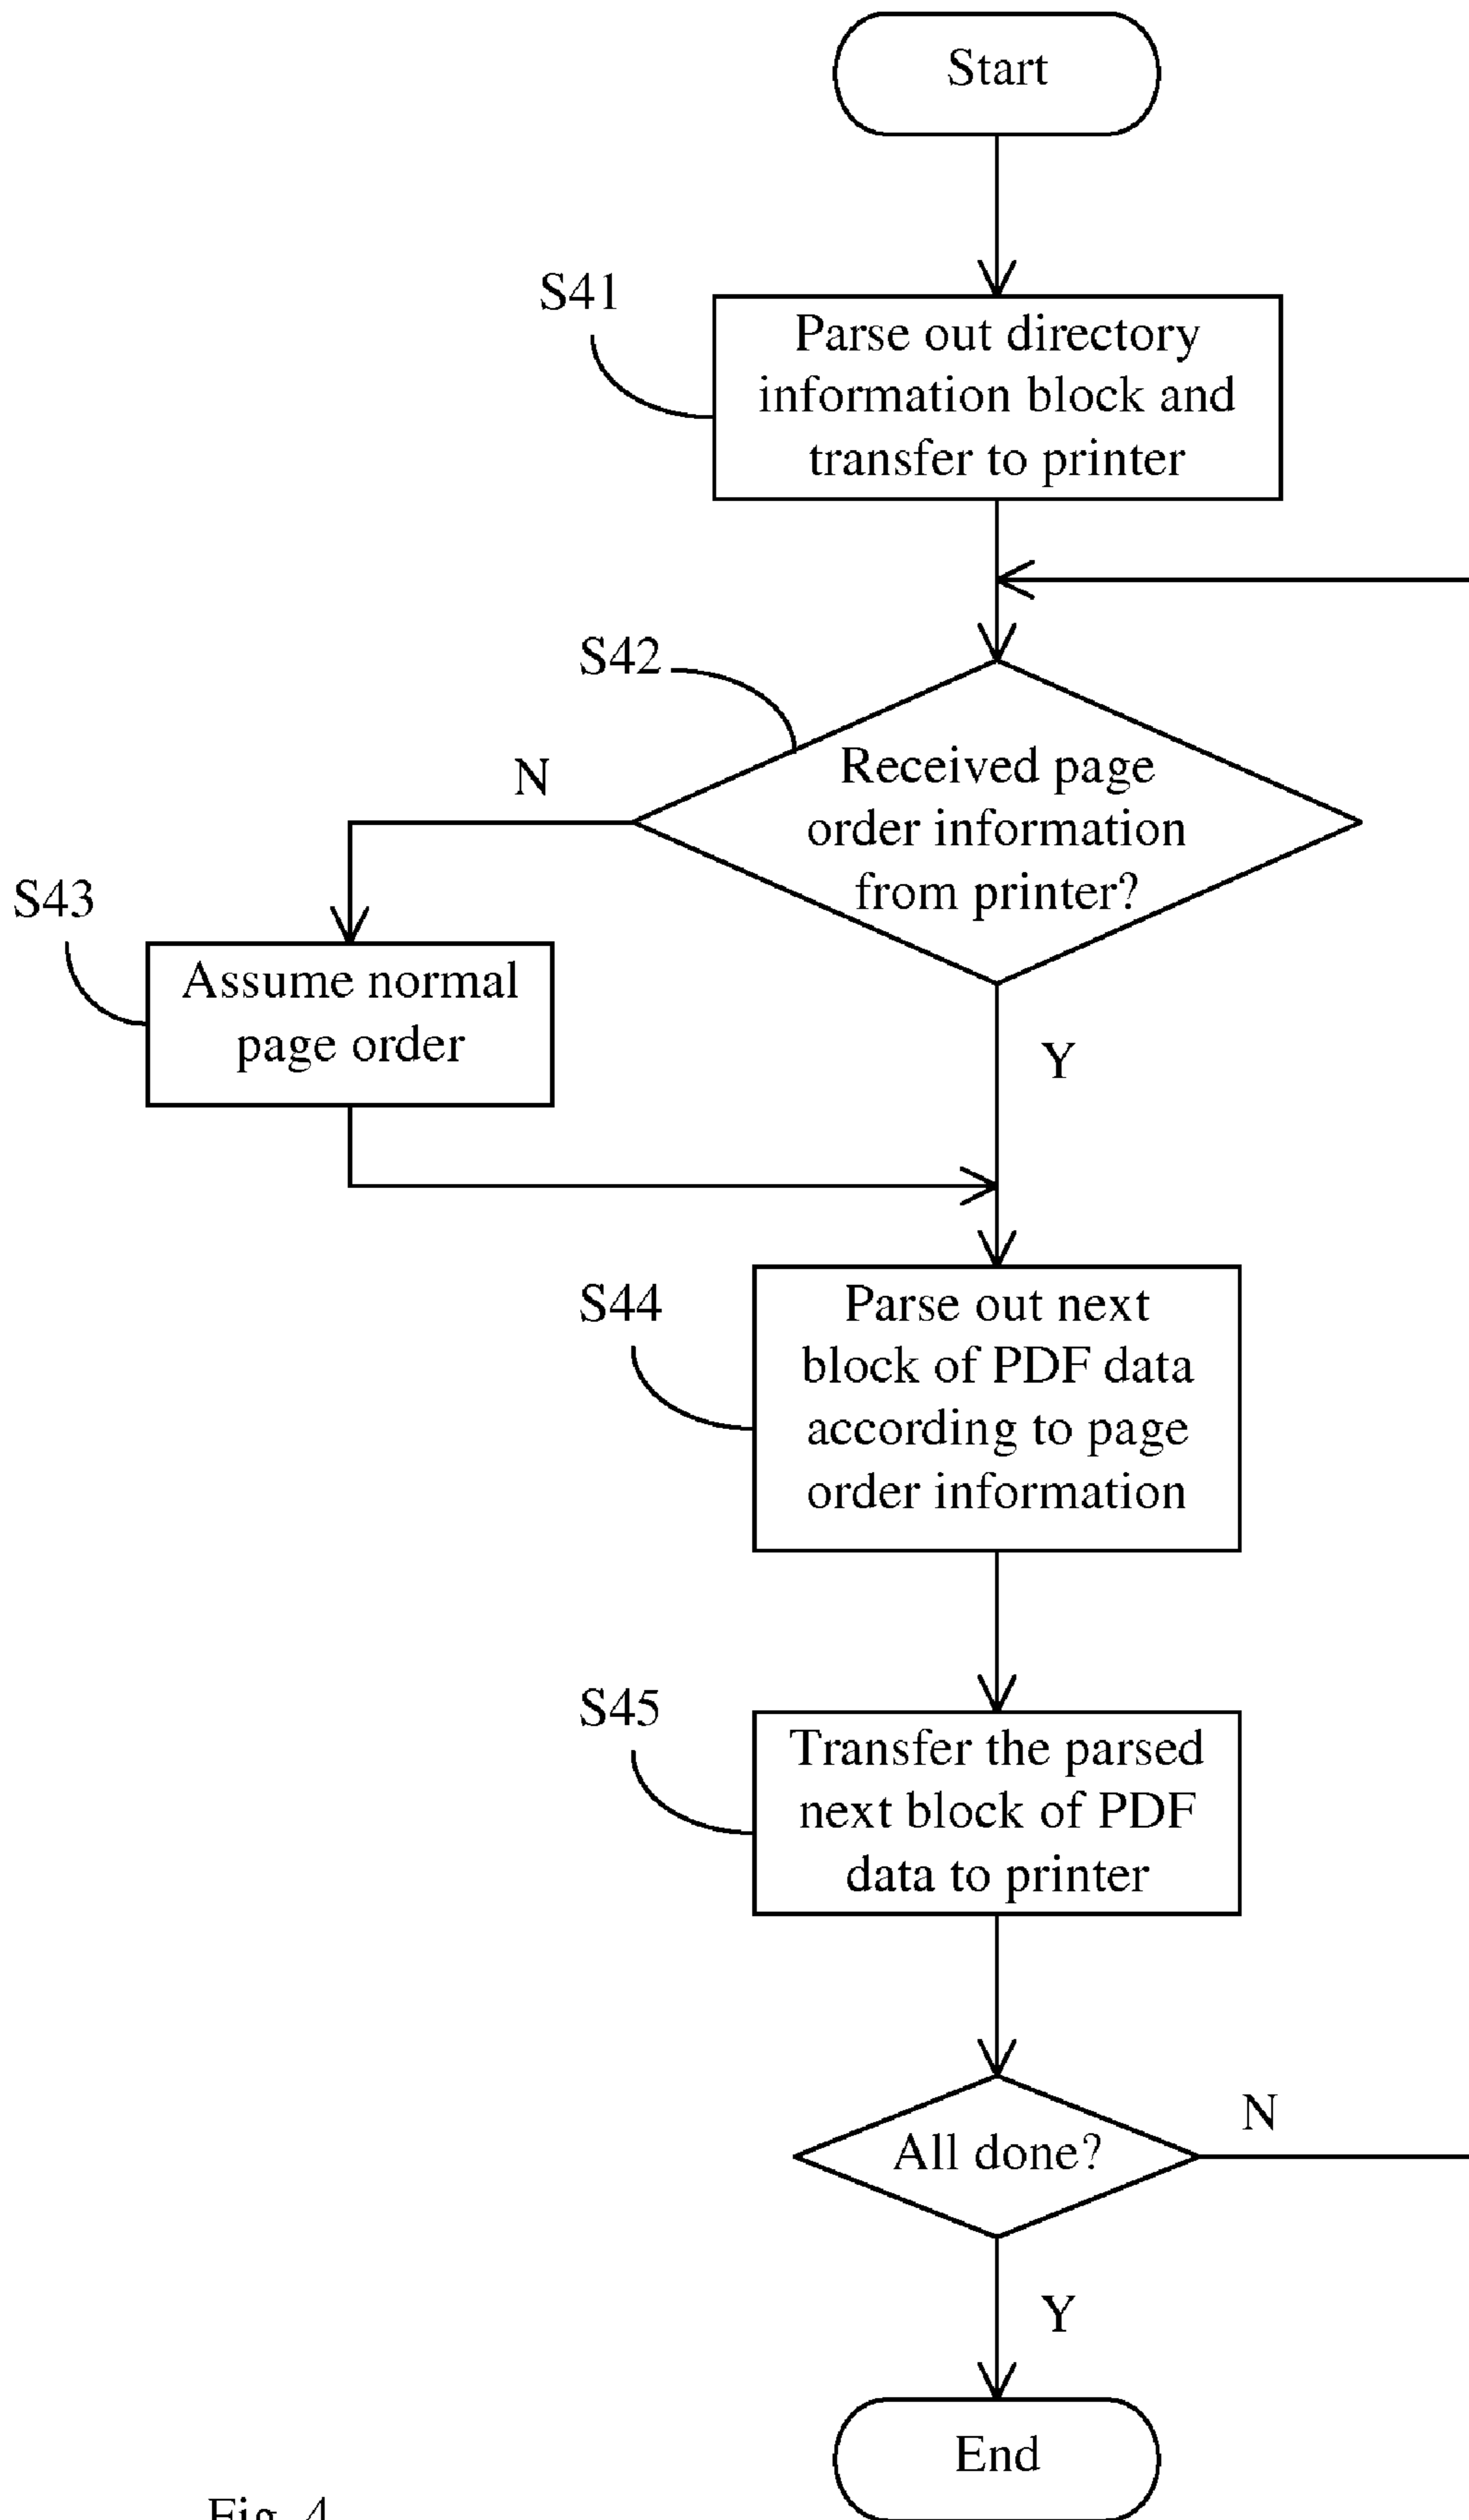 Start
S41
Parse out directory
information block and
transfer to printer
S42
N
Received page
order information
from printer?
S43
Assume normal
page order
Y
S44
Parse out next
block of PDF data
according to page
order information
S45
Transfer the parsed
next block of PDF
data to printer
N
All done?
Y
End
Fig. 4